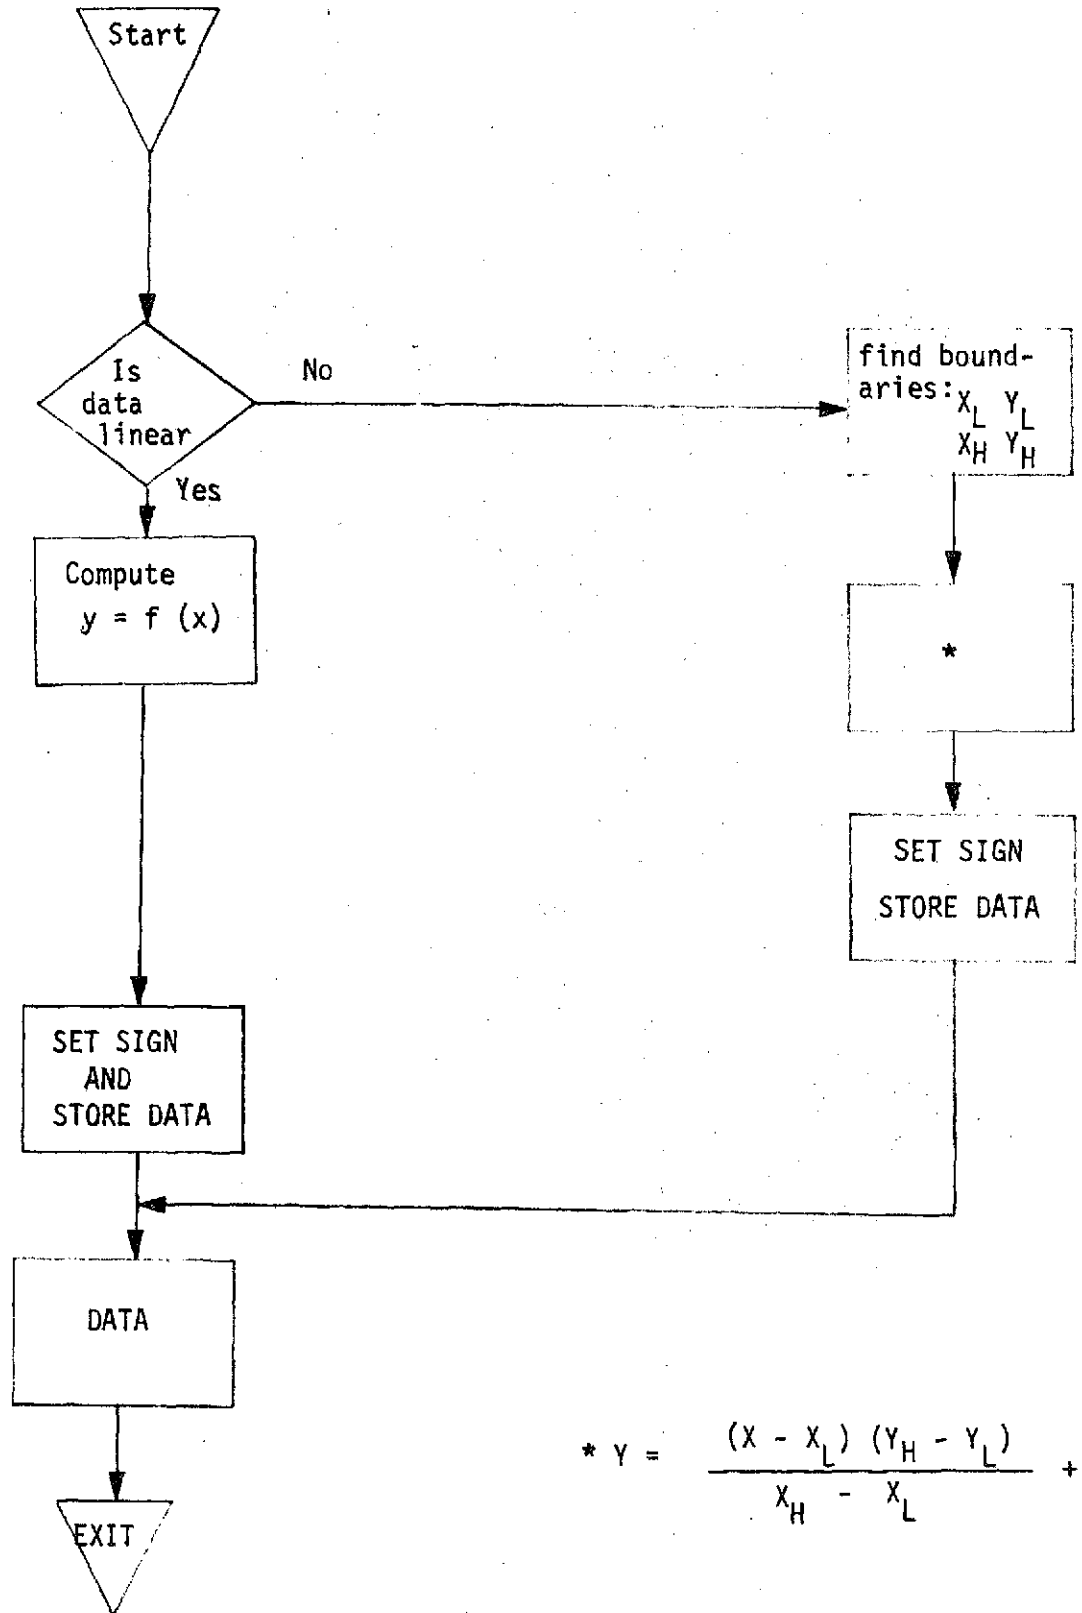 Start
Is
data
linear
No
Yes
find bound-
aries:
X_L Y_L
X_H Y_H
Compute
y = f (x)
*
SET SIGN
STORE DATA
SET SIGN
AND
STORE DATA
DATA
EXIT
* Y = (X - X_L) (Y_H - Y_L) +
X_H - X_L